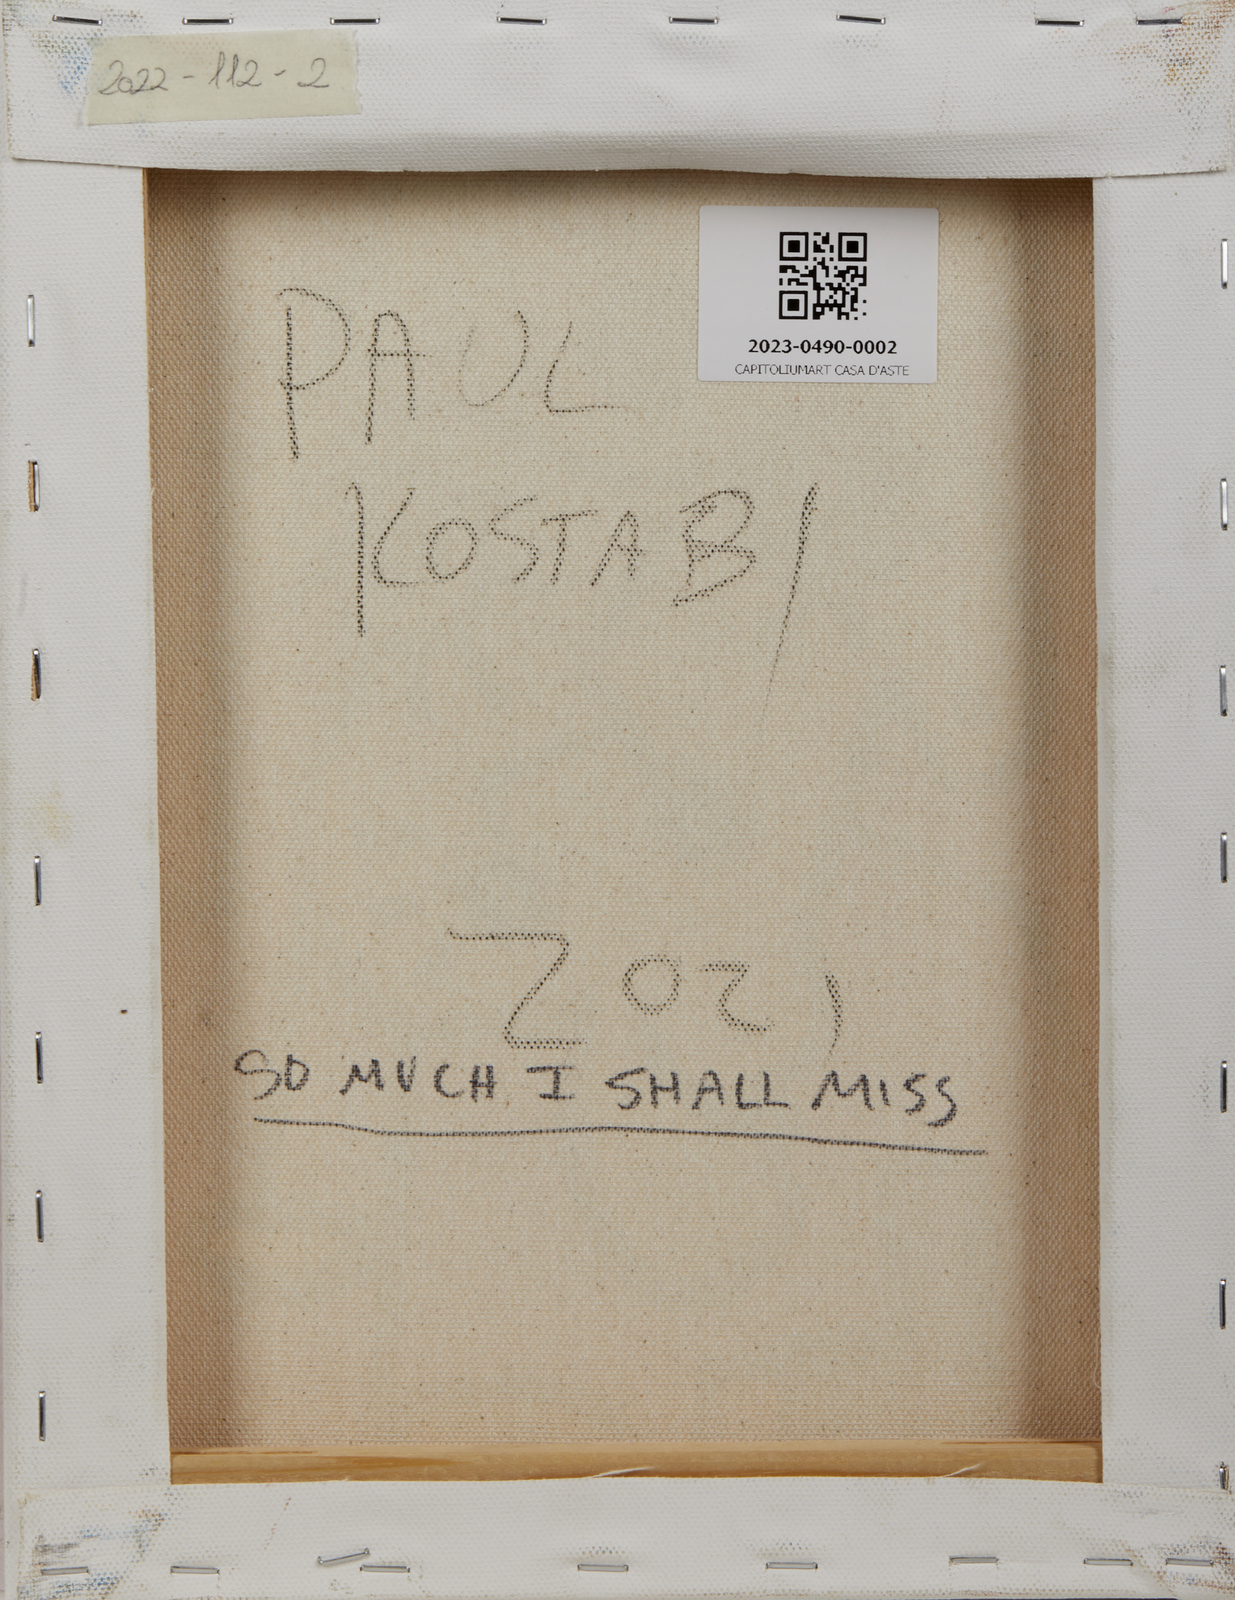 2022-112-2
2023-0490-0002
CAPITOLIUMART CASA D'ASTE
PAUL
KOSTABI
2021
SO MUCH I SHALL MISS